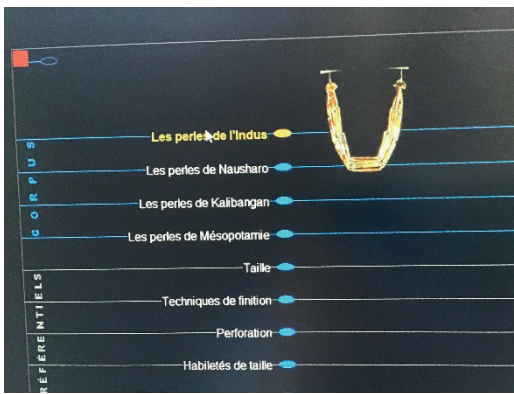 CORPUS
Les perles de l'Indus
Les perles de Nausharo
Les perles de Kalibangan
Les perles de Mésopotamie
RÉFÉRENTIELS
Taille
Techniques de finition
Perforation
Habiletés de taille